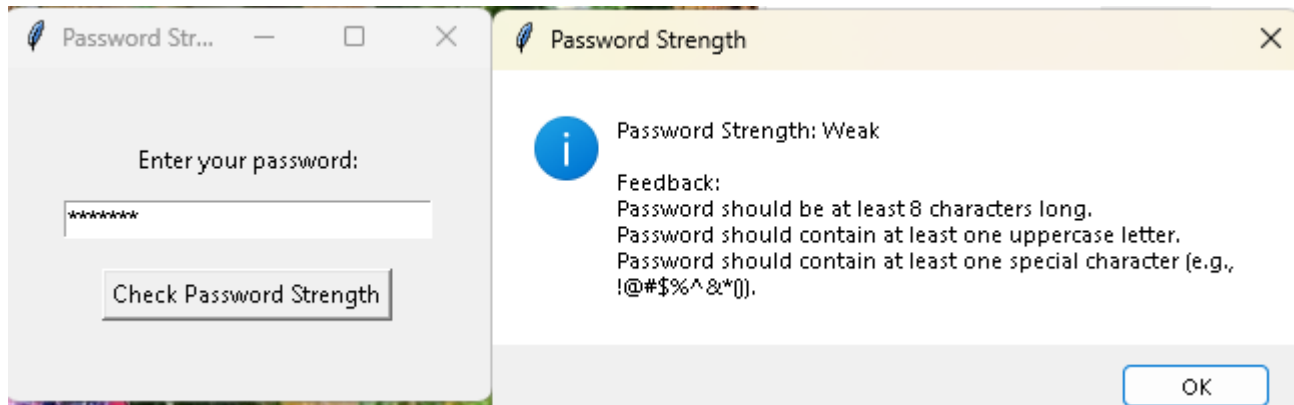 Password Str...
Enter your password:
*******
Check Password Strength
Password Strength
Password Strength: Weak
Feedback:
Password should be at least 8 characters long.
Password should contain at least one uppercase letter.
Password should contain at least one special character (e.g.,
!@#$%^&*()).
OK